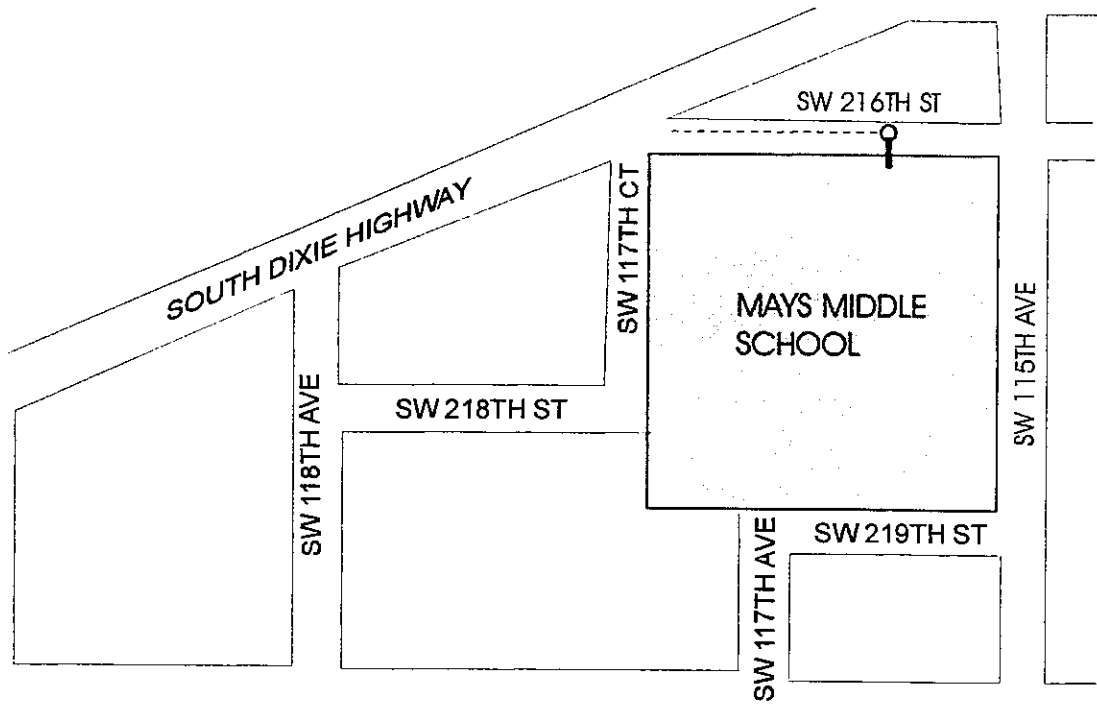 SW 216TH ST
SOUTH DIXIE HIGHWAY
SW 117TH CT
MAYS MIDDLE
SCHOOL
SW 115TH AVE
SW 118TH AVE
SW 218TH ST
SW 219TH ST
SW 117TH AVE